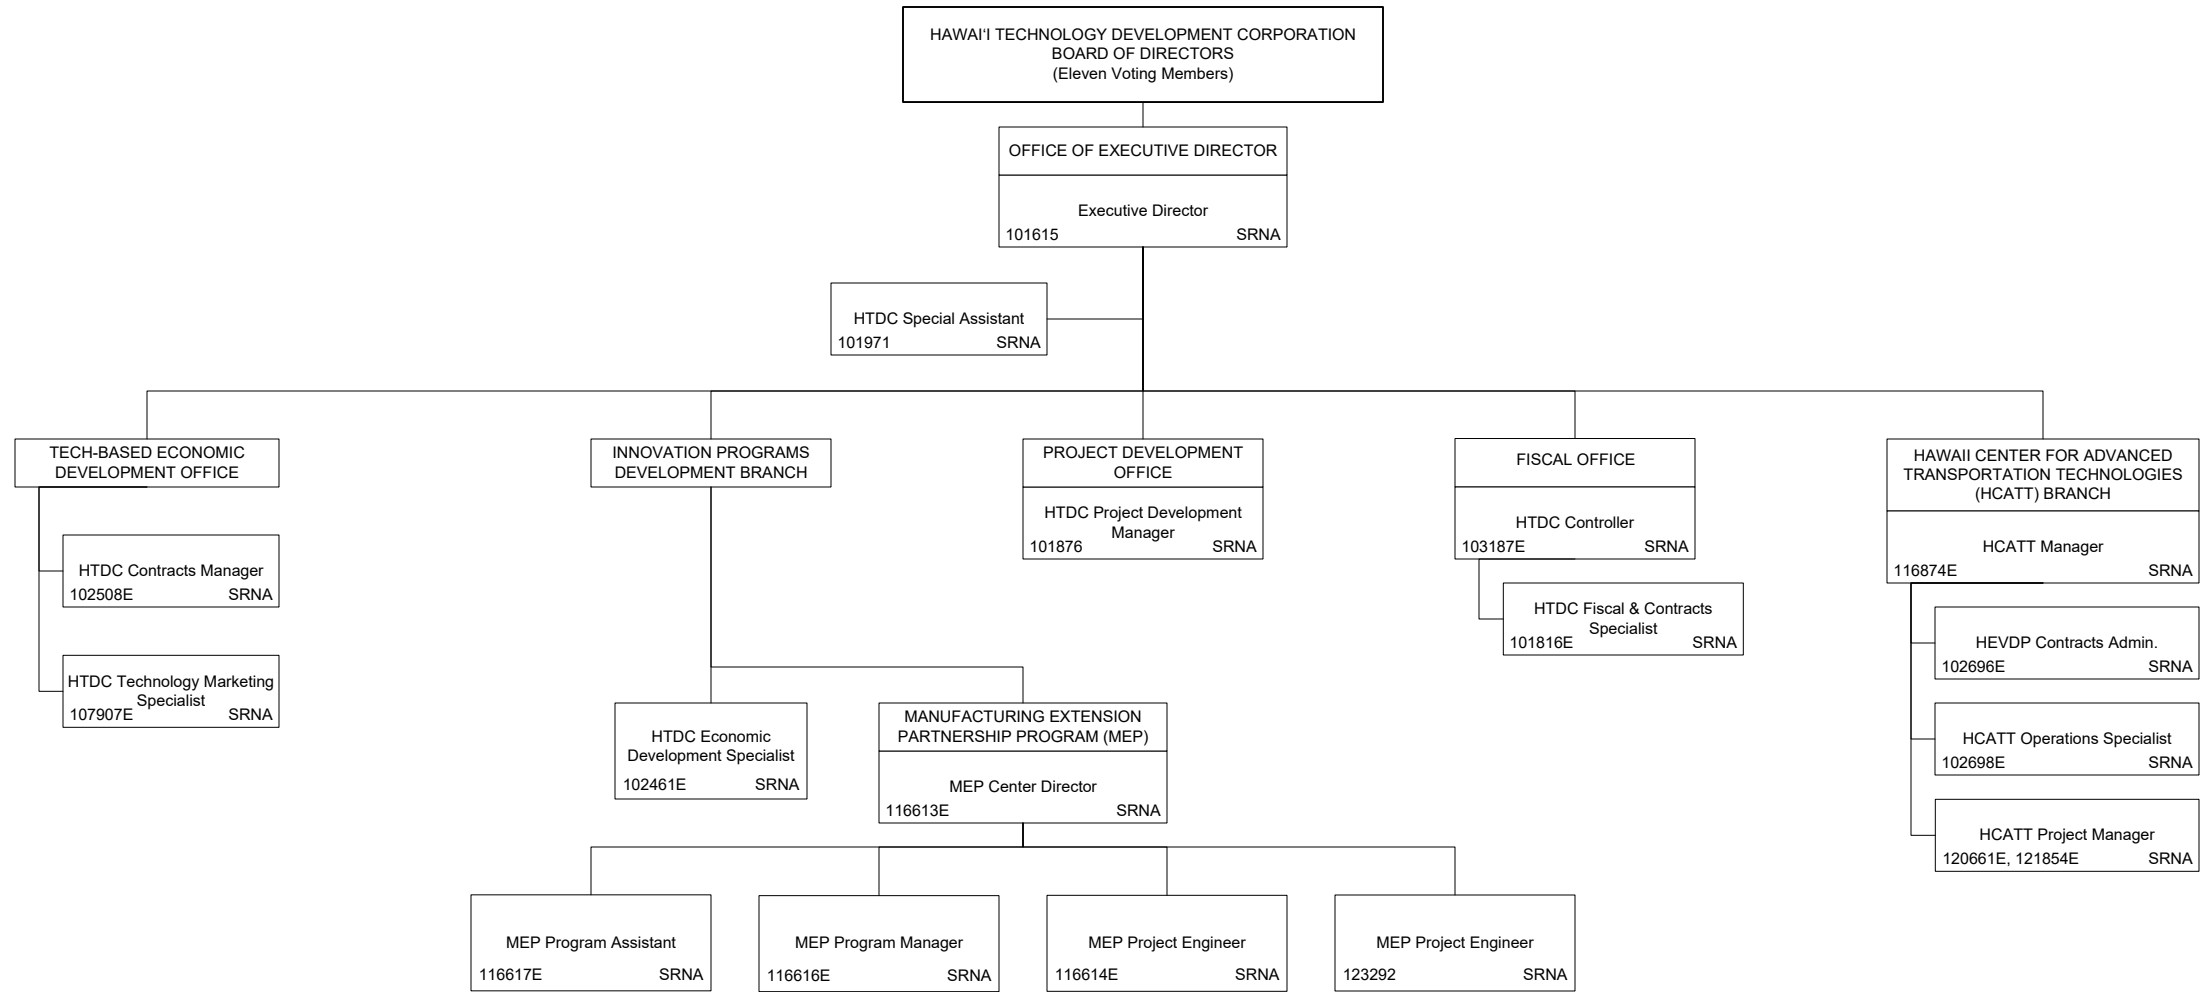 HAWAI‘I TECHNOLOGY DEVELOPMENT CORPORATION
BOARD OF DIRECTORS
(Eleven Voting Members)
OFFICE OF EXECUTIVE DIRECTOR
Executive Director
101615 SRNA
HTDC Special Assistant
101971 SRNA
TECH-BASED ECONOMIC
DEVELOPMENT OFFICE
HTDC Contracts Manager
102508E SRNA
HTDC Technology Marketing
Specialist
107907E SRNA
INNOVATION PROGRAMS
DEVELOPMENT BRANCH
HTDC Economic
Development Specialist
102461E SRNA
MANUFACTURING EXTENSION
PARTNERSHIP PROGRAM (MEP)
MEP Center Director
116613E SRNA
MEP Program Assistant
116617E SRNA
MEP Program Manager
116616E SRNA
MEP Project Engineer
116614E SRNA
MEP Project Engineer
123292 SRNA
PROJECT DEVELOPMENT
OFFICE
HTDC Project Development
Manager
101876 SRNA
FISCAL OFFICE
HTDC Controller
103187E SRNA
HTDC Fiscal & Contracts
Specialist
101816E SRNA
HAWAII CENTER FOR ADVANCED
TRANSPORTATION TECHNOLOGIES
(HCATT) BRANCH
HCATT Manager
116874E SRNA
HEVDP Contracts Admin.
102696E SRNA
HCATT Operations Specialist
102698E SRNA
HCATT Project Manager
120661E, 121854E SRNA